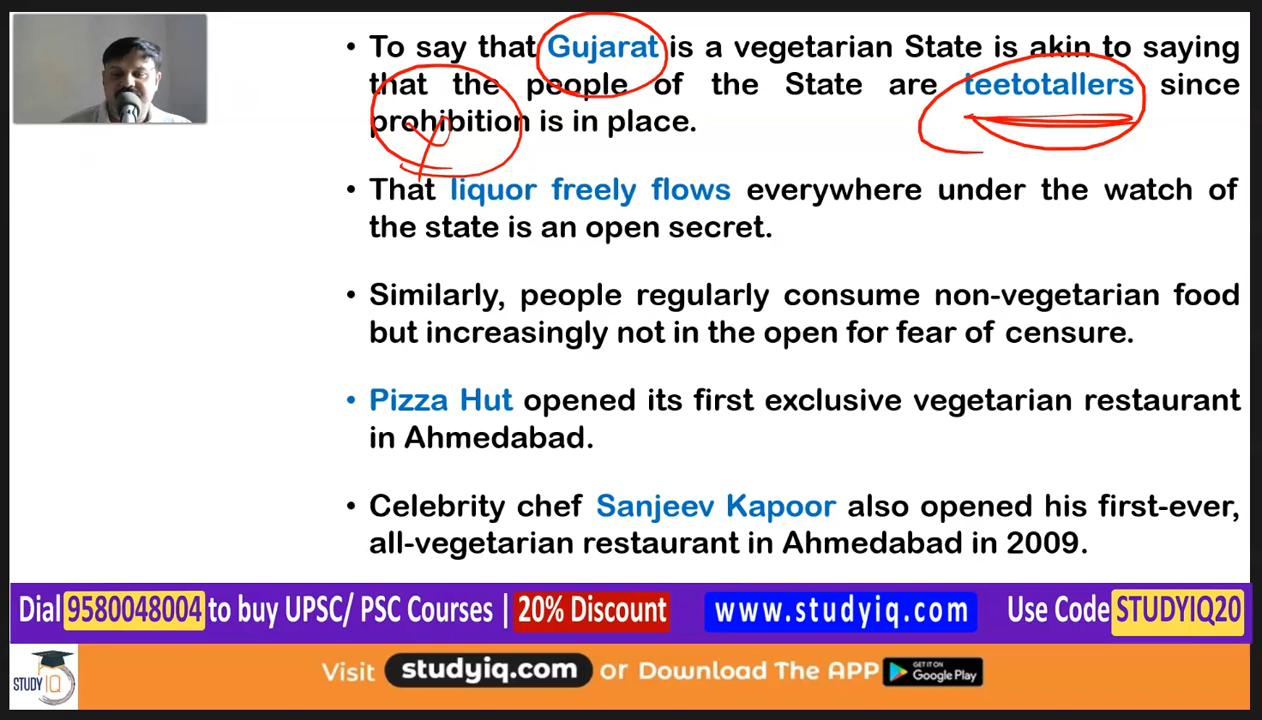 • To say that Gujarat is a vegetarian State is akin to saying
that the people of the State are teetotallers since
prohibition is in place.
• That liquor freely flows everywhere under the watch of
the state is an open secret.
• Similarly, people regularly consume non-vegetarian food
but increasingly not in the open for fear of censure.
• Pizza Hut opened its first exclusive vegetarian restaurant
in Ahmedabad.
• Celebrity chef Sanjeev Kapoor also opened his first-ever,
all-vegetarian restaurant in Ahmedabad in 2009.
Dial 9580048004 to buy UPSC/ PSC Courses | 20% Discount www.studyiq.com Use Code STUDYIQ20
STUDY IQ
Visit studyiq.com or Download The APP GET IT ON Google Play